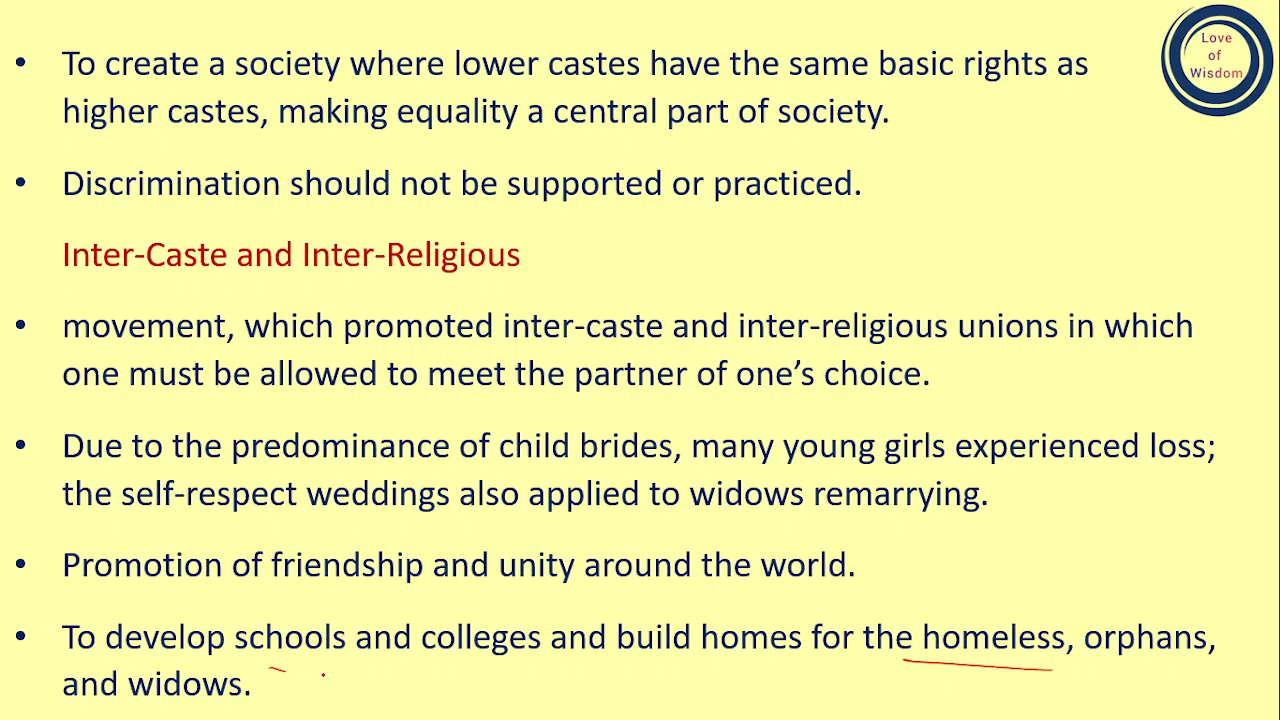 Love
of
Wisdom
• To create a society where lower castes have the same basic rights as
higher castes, making equality a central part of society.
• Discrimination should not be supported or practiced.
Inter-Caste and Inter-Religious
• movement, which promoted inter-caste and inter-religious unions in which
one must be allowed to meet the partner of one’s choice.
• Due to the predominance of child brides, many young girls experienced loss;
the self-respect weddings also applied to widows remarrying.
• Promotion of friendship and unity around the world.
• To develop schools and colleges and build homes for the homeless, orphans,
and widows.